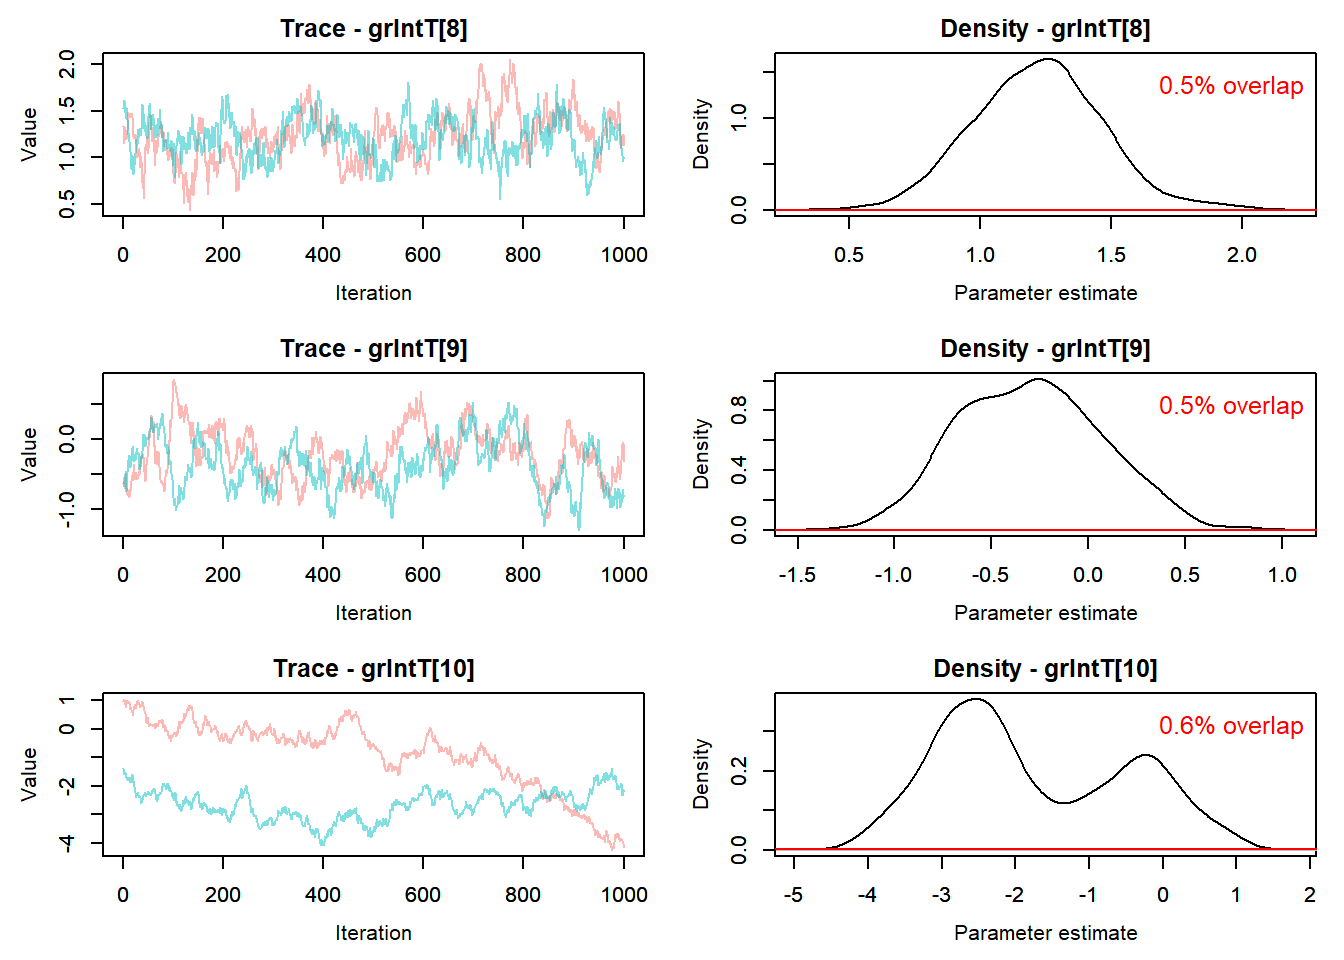 Trace - grIntT[8]
Value
0.5 1.0 1.5 2.0
0 200 400 600 800 1000
Iteration
Density - grIntT[8]
0.5% overlap
Density
0.0 1.0
0.5 1.0 1.5 2.0
Parameter estimate
Trace - grIntT[9]
Value
-1.0 0.0
0 200 400 600 800 1000
Iteration
Density - grIntT[9]
0.5% overlap
Density
0.0 0.4 0.8
-1.5 -1.0 -0.5 0.0 0.5 1.0
Parameter estimate
Trace - grIntT[10]
Value
-4 -2 0 1
0 200 400 600 800 1000
Iteration
Density - grIntT[10]
0.6% overlap
Density
0.0 0.2
-5 -4 -3 -2 -1 0 1 2
Parameter estimate